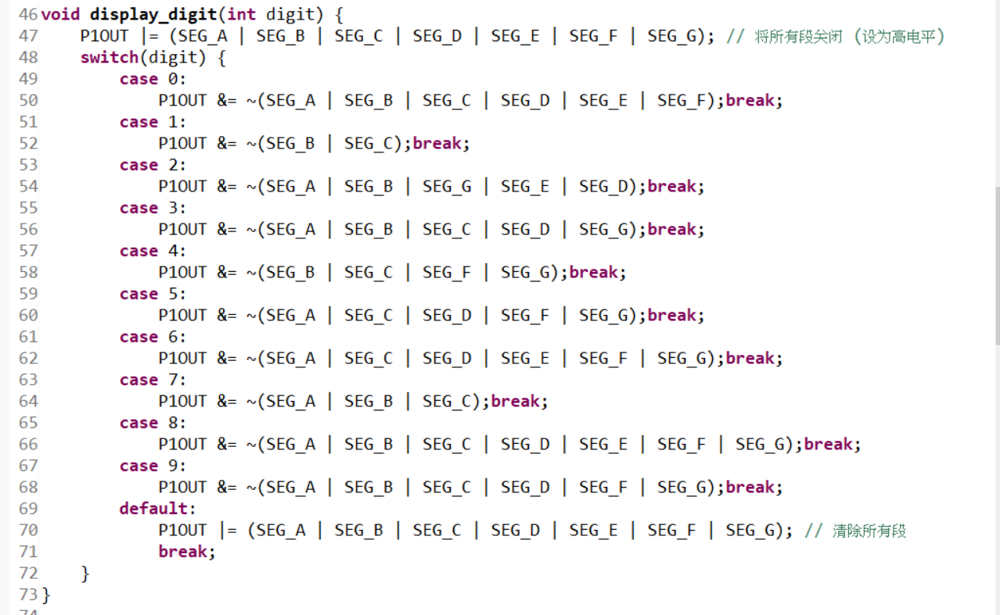 46 void display_digit(int digit) {
47     P1OUT |= (SEG_A | SEG_B | SEG_C | SEG_D | SEG_E | SEG_F | SEG_G); // 将所有段关闭 (设为高电平)
48     switch(digit) {
49         case 0:
50             P1OUT &= ~(SEG_A | SEG_B | SEG_C | SEG_D | SEG_E | SEG_F);break;
51         case 1:
52             P1OUT &= ~(SEG_B | SEG_C);break;
53         case 2:
54             P1OUT &= ~(SEG_A | SEG_B | SEG_G | SEG_E | SEG_D);break;
55         case 3:
56             P1OUT &= ~(SEG_A | SEG_B | SEG_C | SEG_D | SEG_G);break;
57         case 4:
58             P1OUT &= ~(SEG_B | SEG_C | SEG_F | SEG_G);break;
59         case 5:
60             P1OUT &= ~(SEG_A | SEG_C | SEG_D | SEG_F | SEG_G);break;
61         case 6:
62             P1OUT &= ~(SEG_A | SEG_C | SEG_D | SEG_E | SEG_F | SEG_G);break;
63         case 7:
64             P1OUT &= ~(SEG_A | SEG_B | SEG_C);break;
65         case 8:
66             P1OUT &= ~(SEG_A | SEG_B | SEG_C | SEG_D | SEG_E | SEG_F | SEG_G);break;
67         case 9:
68             P1OUT &= ~(SEG_A | SEG_B | SEG_C | SEG_D | SEG_F | SEG_G);break;
69         default:
70             P1OUT |= (SEG_A | SEG_B | SEG_C | SEG_D | SEG_E | SEG_F | SEG_G); // 清除所有段
71             break;
72     }
73 }
74